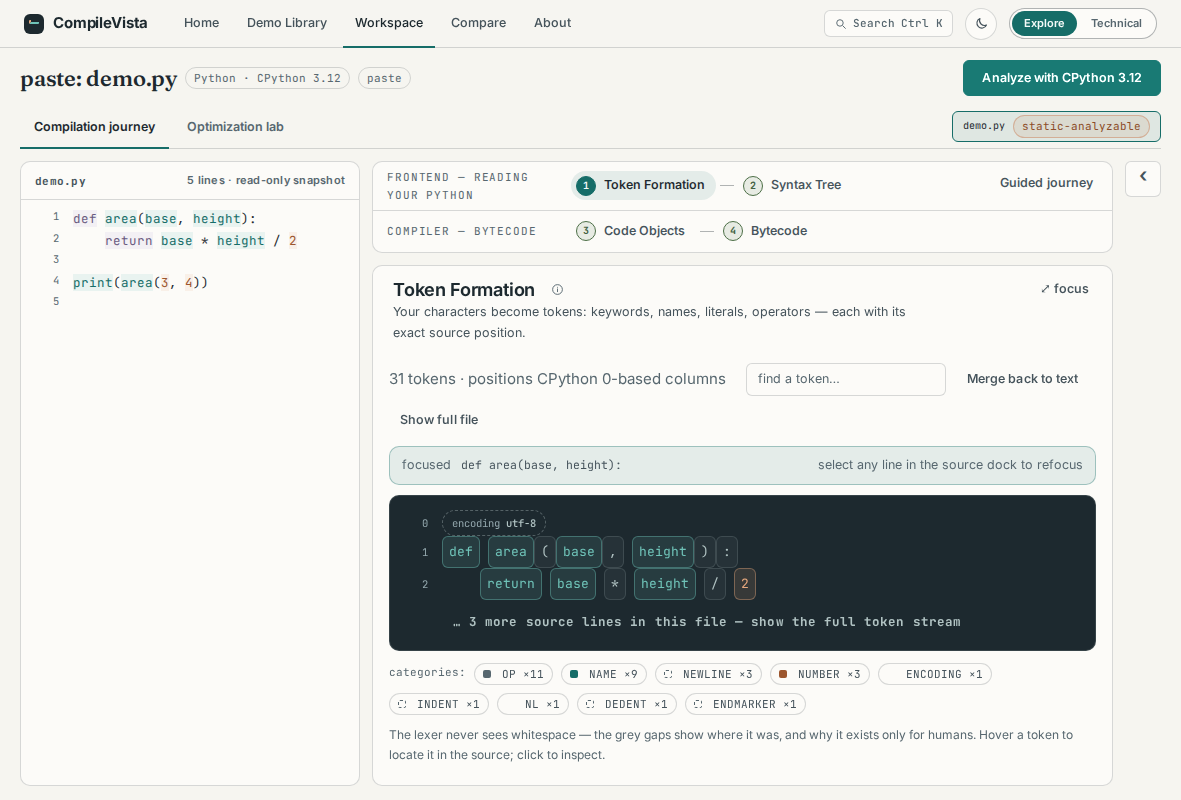 CompileVista Home Demo Library Workspace Compare About Search Ctrl K Explore Technical
paste: demo.py Python · CPython 3.12 paste Analyze with CPython 3.12
Compilation journey Optimization lab demo.py static-analyzable
demo.py 5 lines · read-only snapshot
1 def area(base, height):
2 return base * height / 2
3
4 print(area(3, 4))
5
FRONTEND — READING YOUR PYTHON 1 Token Formation — 2 Syntax Tree Guided journey
COMPILER — BYTECODE 3 Code Objects — 4 Bytecode
Token Formation focus
Your characters become tokens: keywords, names, literals, operators — each with its
exact source position.
31 tokens · positions CPython 0-based columns find a token… Merge back to text
Show full file
focused def area(base, height): select any line in the source dock to refocus
0 encoding utf-8
1 def area ( base , height ) :
2 return base * height / 2
… 3 more source lines in this file — show the full token stream
categories: OP ×11 NAME ×9 NEWLINE ×3 NUMBER ×3 ENCODING ×1
INDENT ×1 NL ×1 DEDENT ×1 ENDMARKER ×1
The lexer never sees whitespace — the grey gaps show where it was, and why it exists only for humans. Hover a token to
locate it in the source; click to inspect.